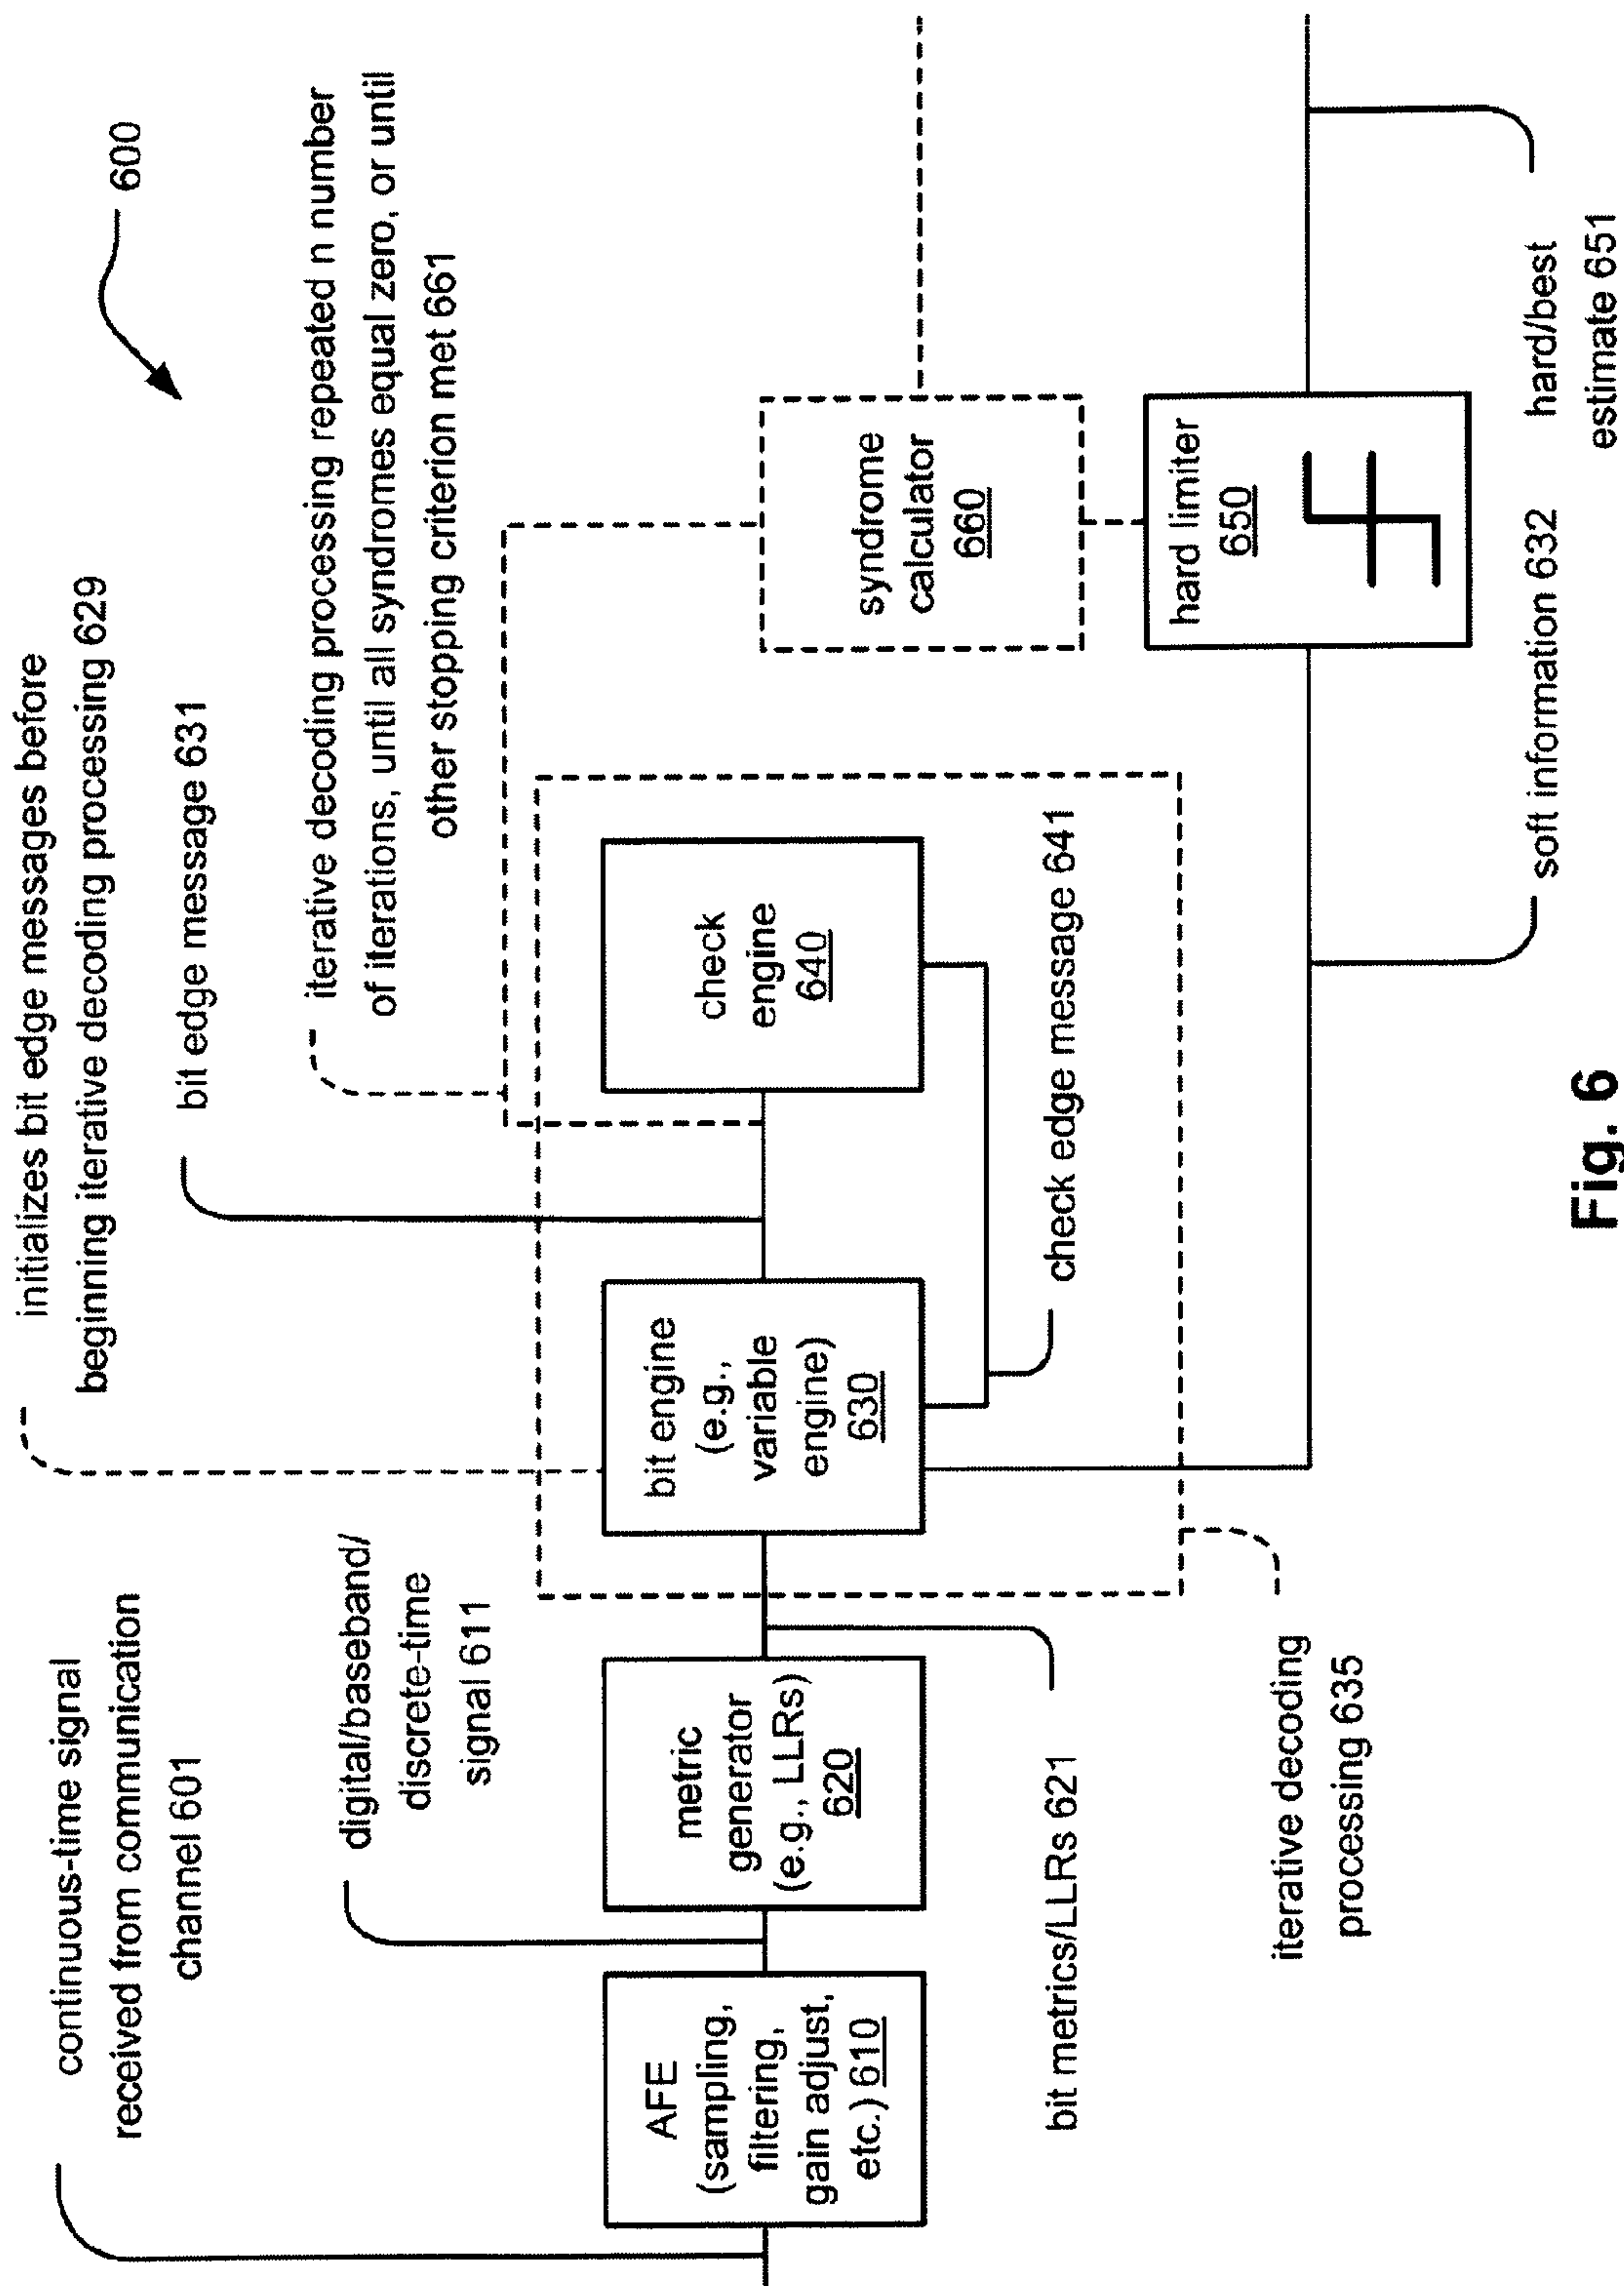 600
initializes bit edge messages before
beginning iterative decoding processing 629
bit edge message 631
iterative decoding processing repeated n number
of iterations, until all syndromes equal zero, or until
other stopping criterion met 661
continuous-time signal
received from communication
channel 601
digital/baseband/
discrete-time
signal 611
AFE
(sampling,
filtering,
gain adjust,
etc.) 610
metric
generator
(e.g., LLRs)
620
bit engine
(e.g.,
variable
engine)
630
check
engine
640
syndrome
calculator
660
hard limiter
650
bit metrics/LLRs 621
check edge message 641
iterative decoding
processing 635
soft information 632
hard/best
estimate 651
Fig. 6